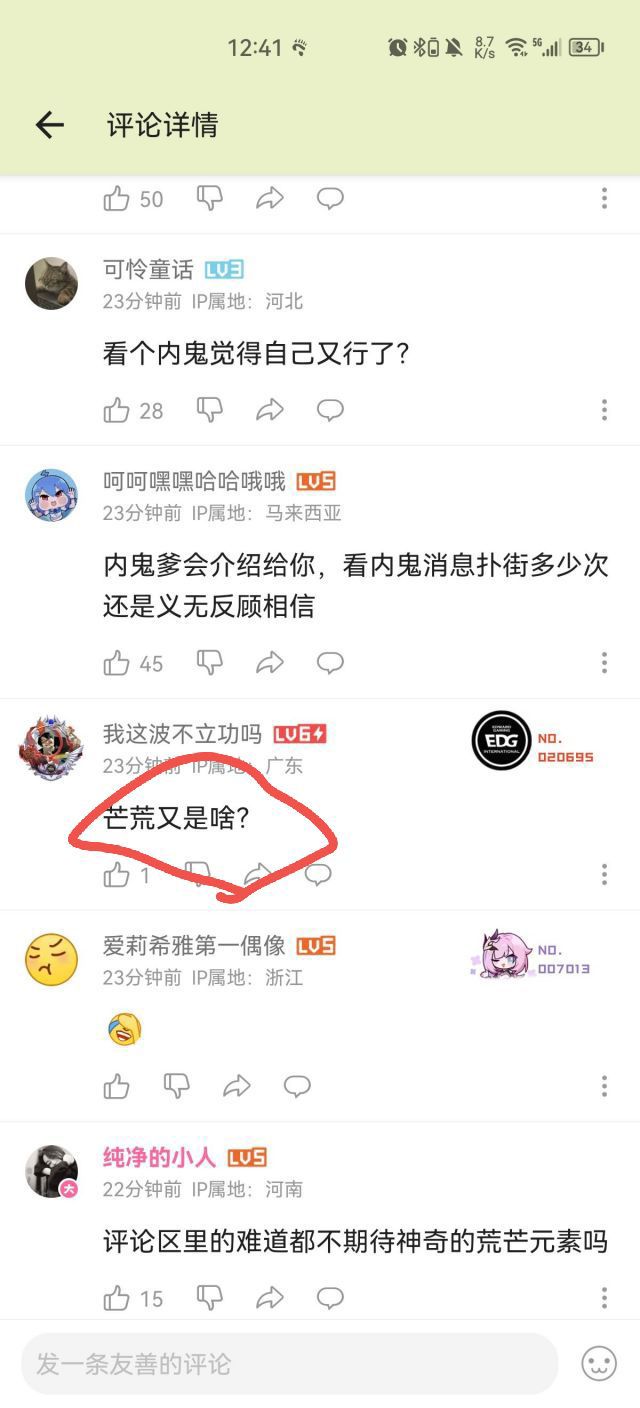 12:41
8.7
K/s
5G
34
评论详情
50
可怜童话 LV3
23分钟前 IP属地：河北
看个内鬼觉得自己又行了？
28
呵呵嘿嘿哈哈哦哦 LV5
23分钟前 IP属地：马来西亚
内鬼爹会介绍给你，看内鬼消息扑街多少次
还是义无反顾相信
45
我这波不立功吗 LV6
EDWARD
GAMING
EDG
INTERNATIONAL
NO.
020695
23分钟前 IP属地：广东
芒荒又是啥？
1
爱莉希雅第一偶像 LV5
NO.
007013
23分钟前 IP属地：浙江
纯净的小人 LV5
大
22分钟前 IP属地：河南
评论区里的难道都不期待神奇的荒芒元素吗
15
发一条友善的评论